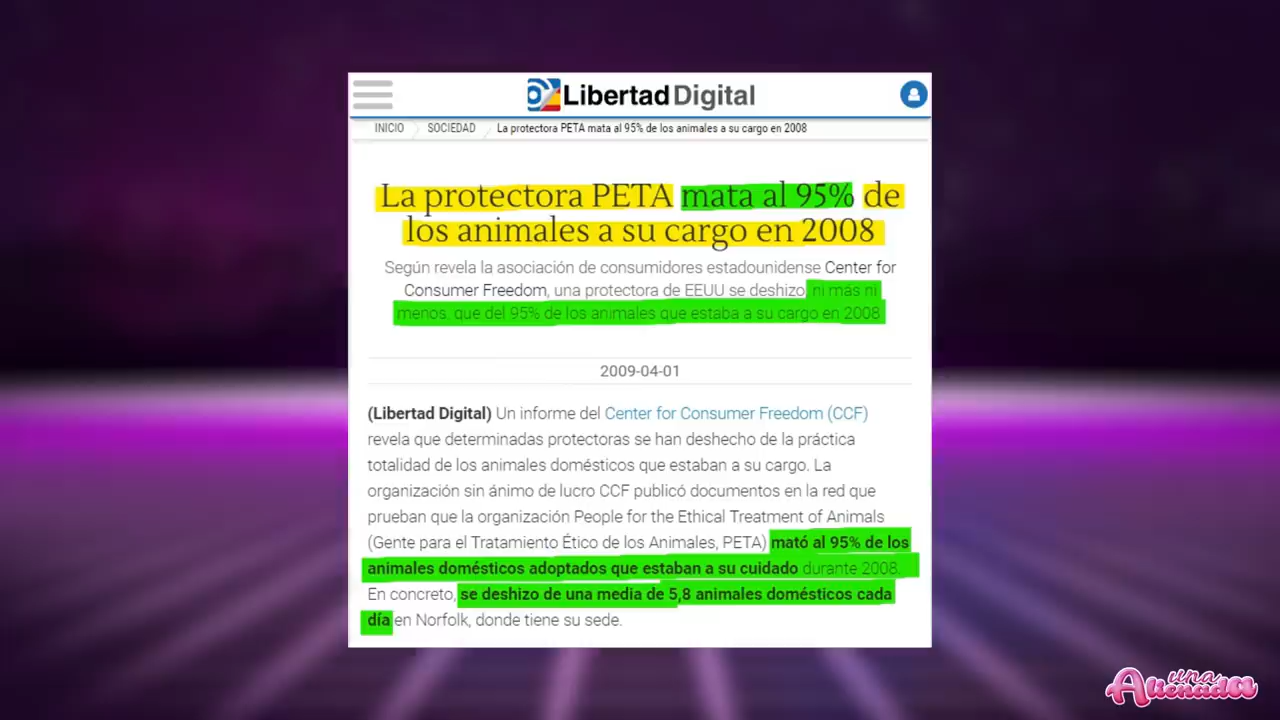 Libertad Digital
INICIO SOCIEDAD La protectora PETA mata al 95% de los animales a su cargo en 2008
La protectora PETA mata al 95% de
los animales a su cargo en 2008
Según revela la asociación de consumidores estadounidense Center for
Consumer Freedom, una protectora de EEUU se deshizo, ni más ni
menos, que del 95% de los animales que estaba a su cargo en 2008
2009-04-01
(Libertad Digital) Un informe del Center for Consumer Freedom (CCF)
revela que determinadas protectoras se han deshecho de la práctica
totalidad de los animales domésticos que estaban a su cargo. La
organización sin ánimo de lucro CCF publicó documentos en la red que
prueban que la organización People for the Ethical Treatment of Animals
(Gente para el Tratamiento Ético de los Animales, PETA) mató al 95% de los
animales domésticos adoptados que estaban a su cuidado durante 2008.
En concreto, se deshizo de una media de 5,8 animales domésticos cada
día en Norfolk, donde tiene su sede.
una
Alienada